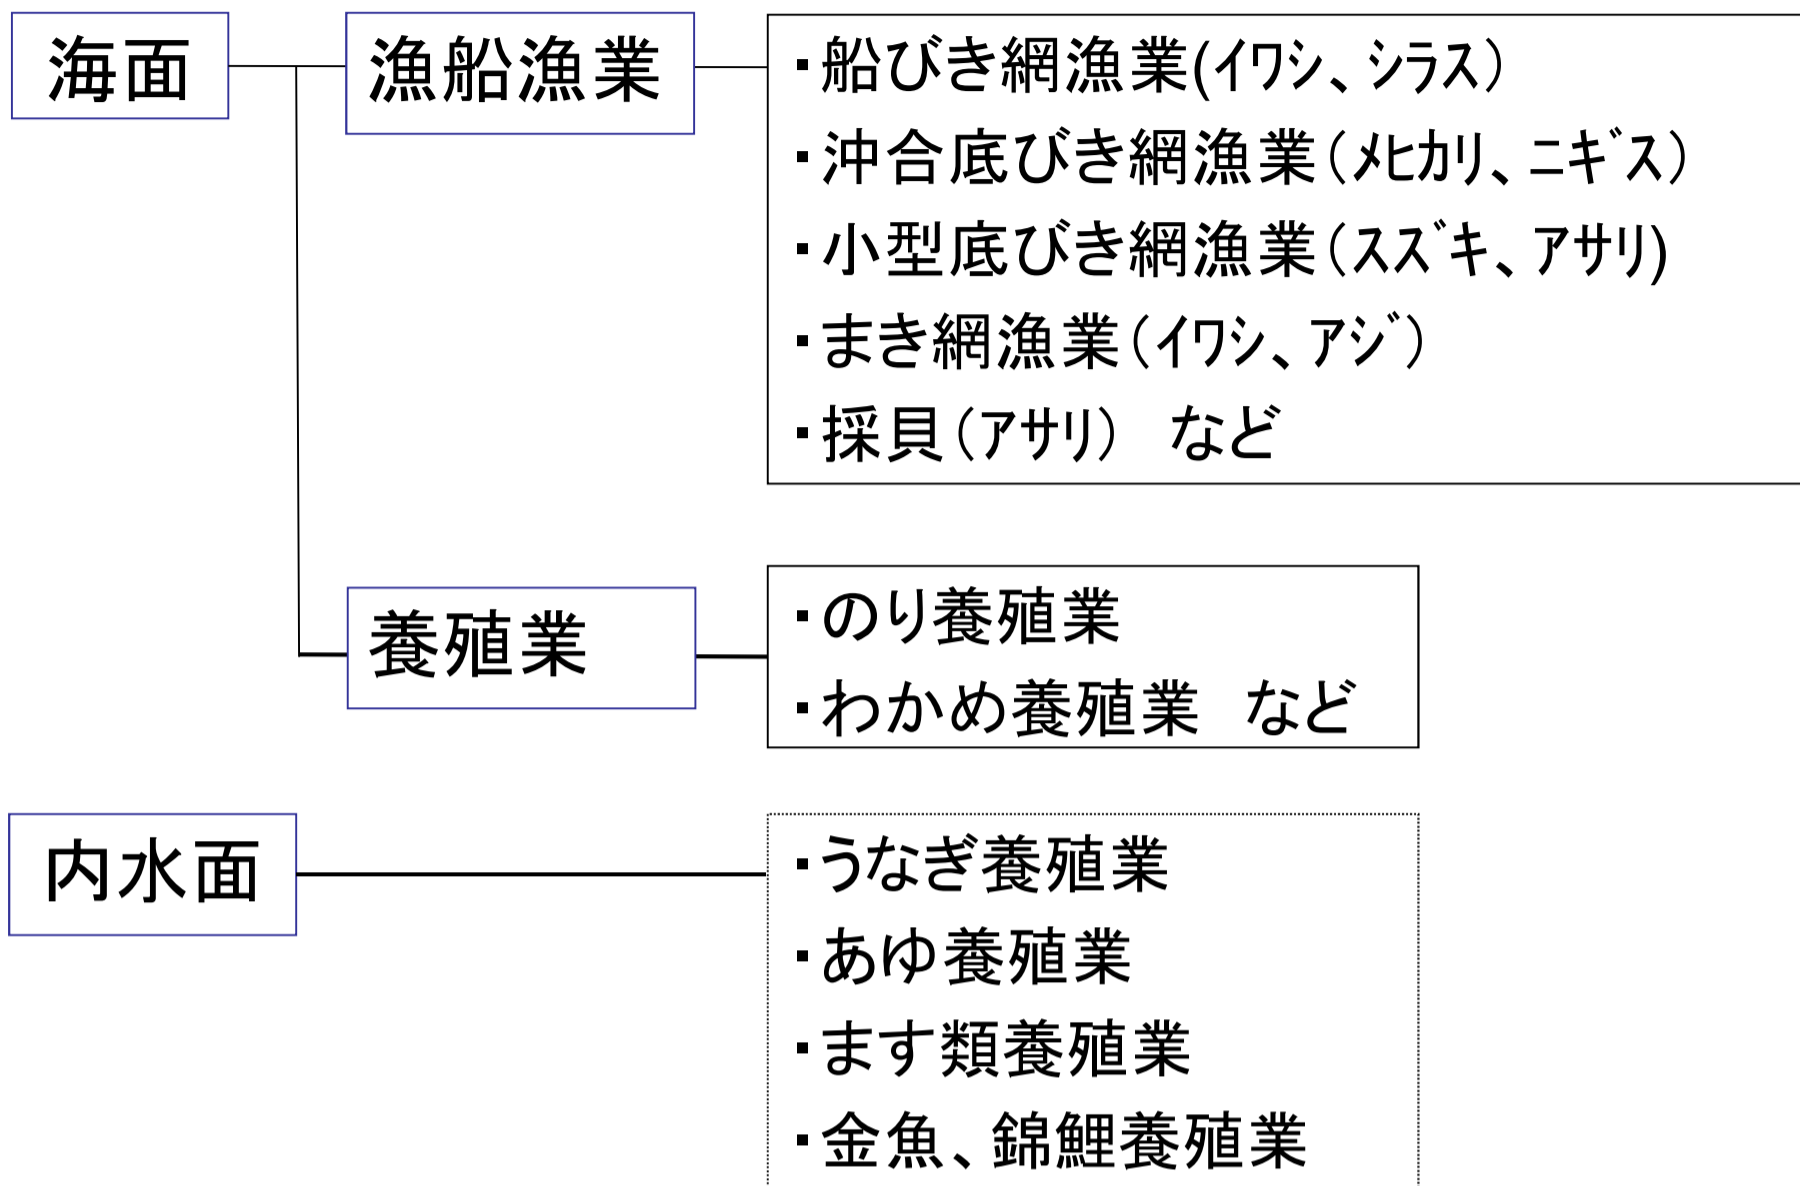 海面
漁船漁業
・船びき網漁業(ｲﾜｼ、ｼﾗｽ）
・沖合底びき網漁業（ﾒﾋｶﾘ、ﾆｷﾞｽ）
・小型底びき網漁業（ｽｽﾞｷ、ｱｻﾘ)
・まき網漁業（ｲﾜｼ、ｱｼﾞ）
・採貝（ｱｻﾘ）　など
養殖業
・のり養殖業
・わかめ養殖業　など
内水面
・うなぎ養殖業
・あゆ養殖業
・ます類養殖業
・金魚、錦鯉養殖業